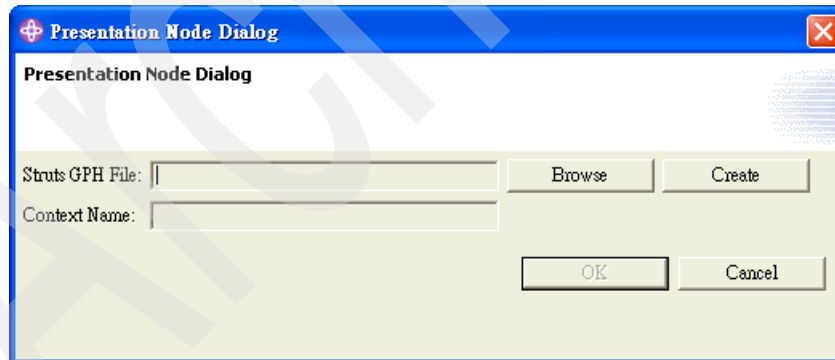 Presentation Node Dialog
Presentation Node Dialog
Struts GPH File: Browse Create
Context Name:
OK Cancel